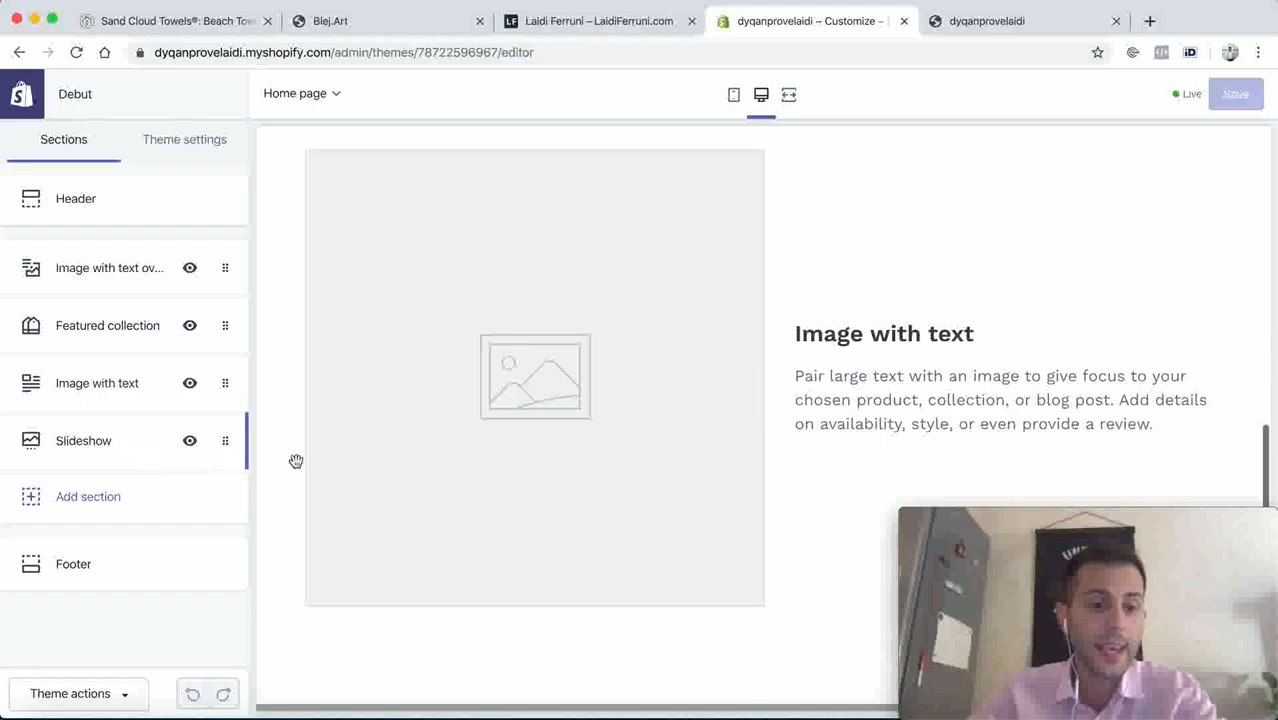 Sand Cloud Towels®: Beach Tow
Blej.Art
LF Laidi Ferruni – LaidiFerruni.com
dyqanprovelaidi ~ Customize ~
dyqanprovelaidi
dyqanprovelaidi.myshopify.com/admin/themes/78722596967/editor
iD
Debut
Home page
Live
Save
Sections
Theme settings
Header
Image with text ov...
Featured collection
Image with text
Slideshow
Add section
Footer
Theme actions
Image with text
Pair large text with an image to give focus to your
chosen product, collection, or blog post. Add details
on availability, style, or even provide a review.